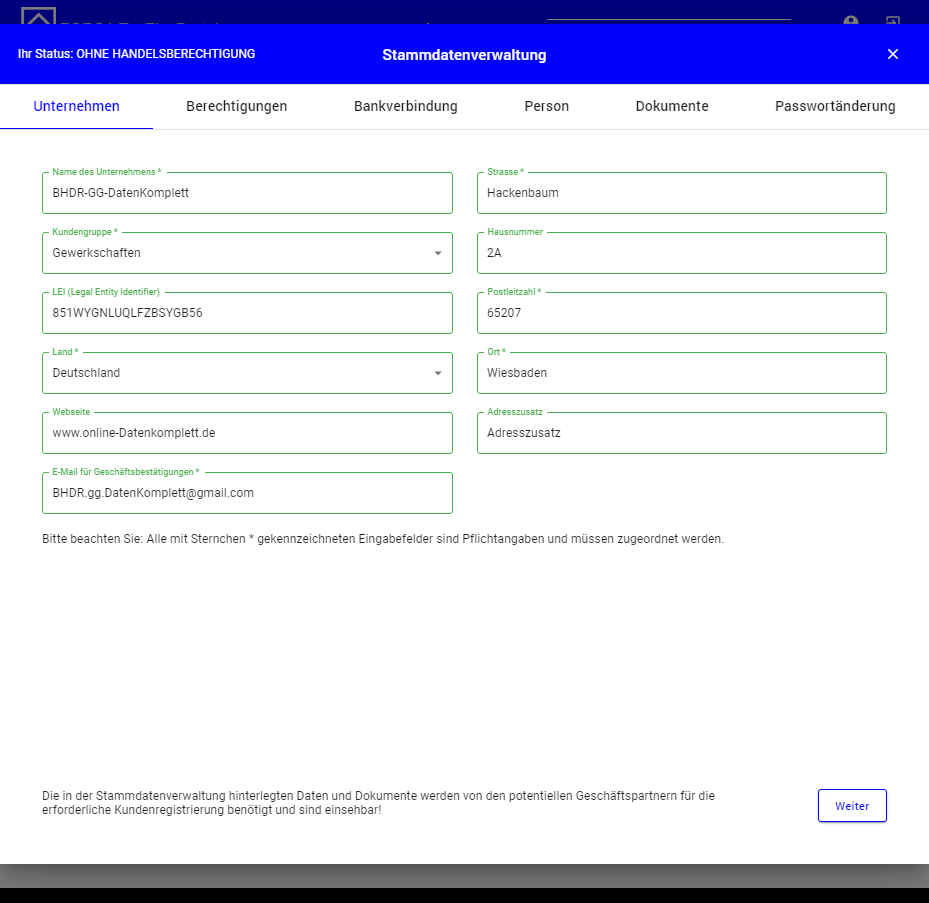 Ihr Status: OHNE HANDELSBERECHTIGUNG
Stammdatenverwaltung
Unternehmen
Berechtigungen
Bankverbindung
Person
Dokumente
Passwortänderung
Name des Unternehmens *
BHDR-GG-DatenKomplett
Strasse *
Hackenbaum
Kundengruppe *
Gewerkschaften
Hausnummer
2A
LEI (Legal Entity Identifier)
851WYGNLUQLFZBSYGB56
Postleitzahl *
65207
Land *
Deutschland
Ort *
Wiesbaden
Webseite
www.online-Datenkomplett.de
Adresszusatz
Adresszusatz
E-Mail für Geschäftsbestätigungen *
BHDR.gg.DatenKomplett@gmail.com
Bitte beachten Sie: Alle mit Sternchen * gekennzeichneten Eingabefelder sind Pflichtangaben und müssen zugeordnet werden.
Die in der Stammdatenverwaltung hinterlegten Daten und Dokumente werden von den potentiellen Geschäftspartnern für die
erforderliche Kundenregistrierung benötigt und sind einsehbar!
Weiter